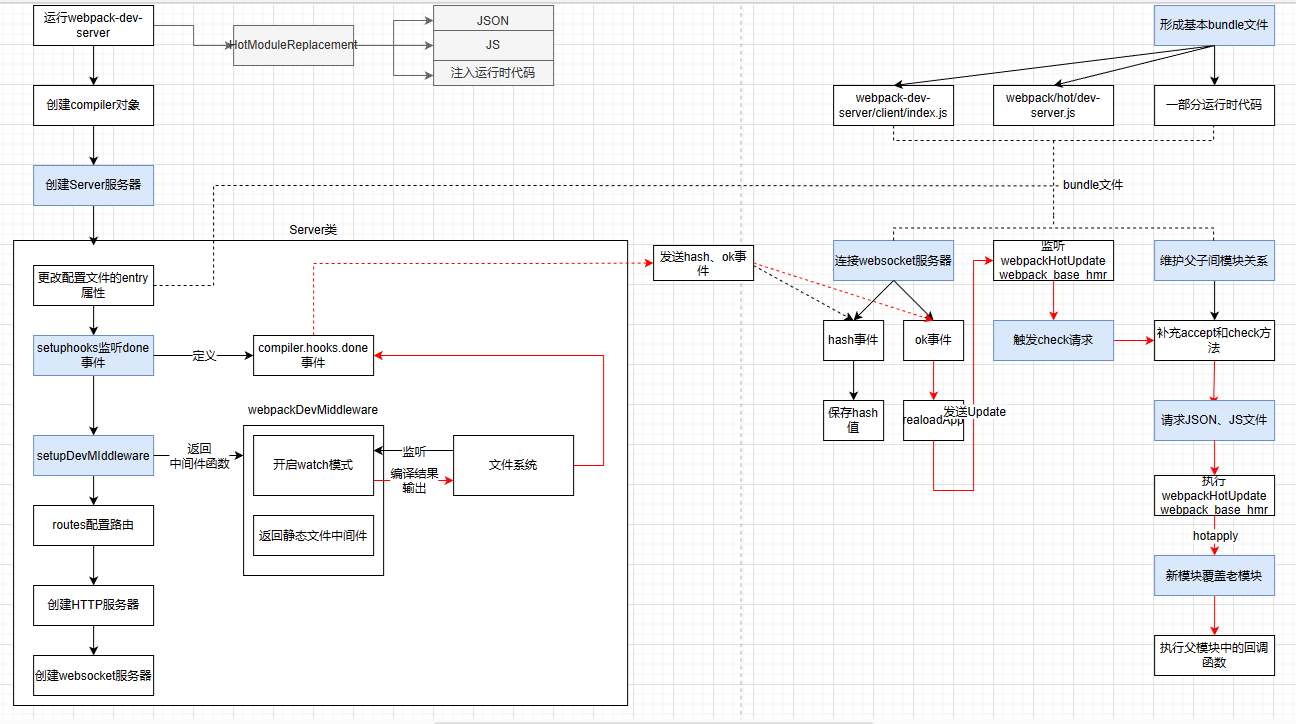 运行webpack-dev-
server
HotModuleReplacement
JSON
JS
注入运行时代码
创建compiler对象
创建Server服务器
Server类
更改配置文件的entry
属性
setuphooks监听done
事件
定义
compiler.hooks.done
事件
webpackDevMiddleware
setupDevMIddleware
返回
中间件函数
开启watch模式
监听
编译结果
输出
文件系统
返回静态文件中间件
routes配置路由
创建HTTP服务器
创建websocket服务器
发送hash、ok事
件
形成基本bundle文件
webpack-dev-
server/client/index.js
webpack/hot/dev-
server.js
一部分运行时代码
bundle文件
连接websocket服务器
监听
webpackHotUpdate
webpack_base_hmr
维护父子间模块关系
hash事件
ok事件
触发check请求
补充accept和check方
法
保存hash
值
realoadApp
发送Update
请求JSON、JS文件
执行
webpackHotUpdate
webpack_base_hmr
hotapply
新模块覆盖老模块
执行父模块中的回调
函数